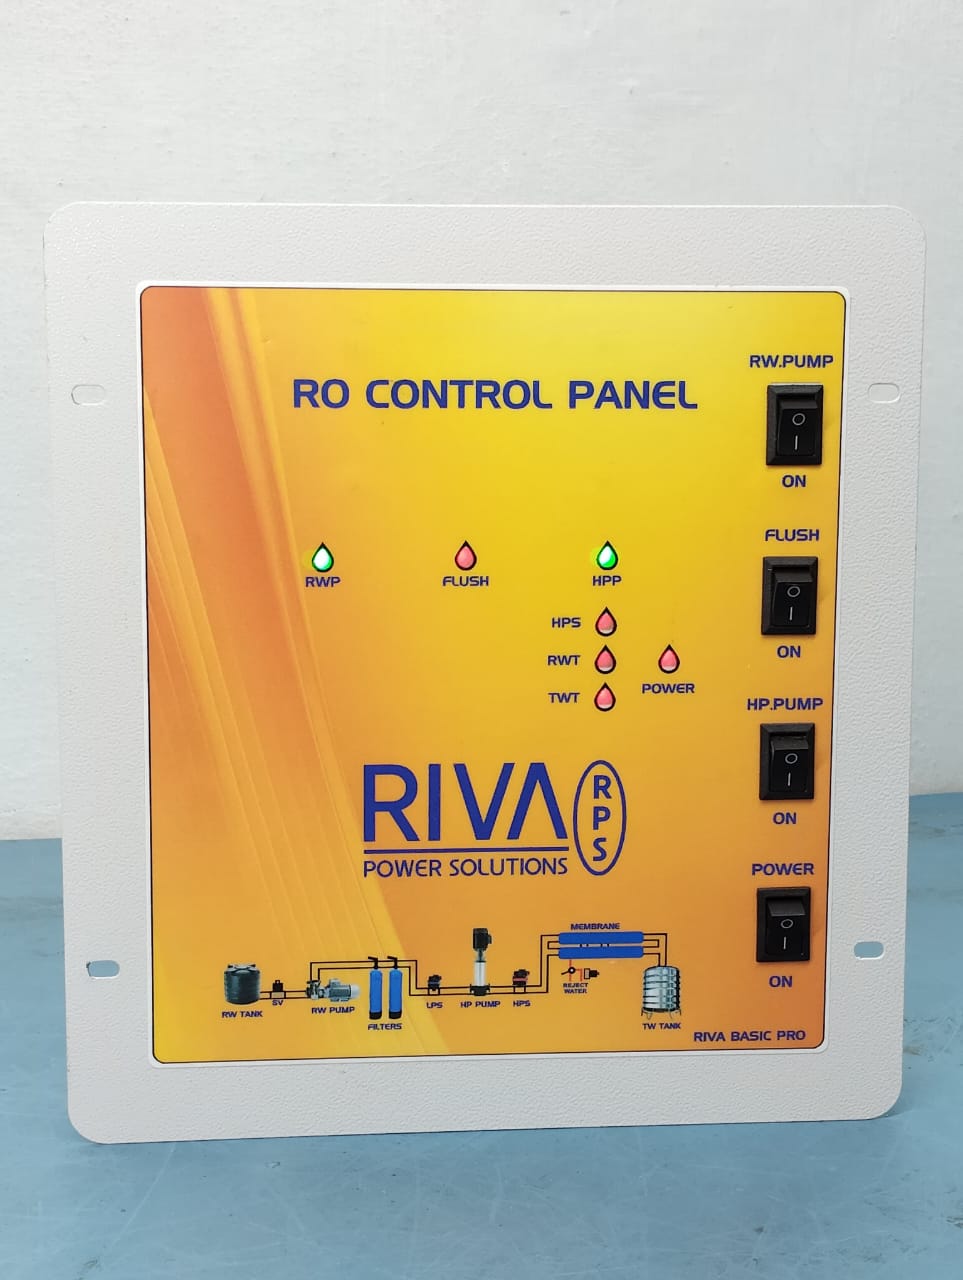 RW.PUMP
RO CONTROL PANEL
ON
FLUSH
RWP
FLUSH
HPP
HPS
ON
RWT
POWER
TWT
HP.PUMP
RIVA RPS
POWER SOLUTIONS
ON
POWER
MEMBRANE
RW TANK
SV
RW PUMP
FILTERS
LPS
HP PUMP
HPS
REJECT
WATER
TW TANK
ON
RIVA BASIC PRO